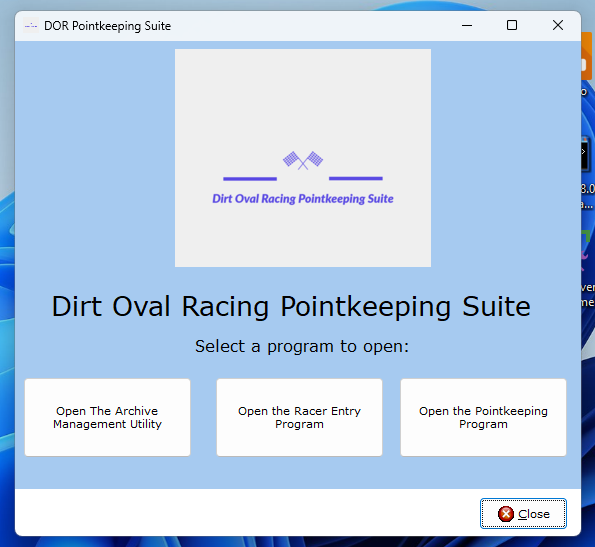 DOR Pointkeeping Suite
Dirt Oval Racing Pointkeeping Suite
Dirt Oval Racing Pointkeeping Suite
Select a program to open:
Open The Archive
Management Utility
Open the Racer Entry
Program
Open the Pointkeeping
Program
Close